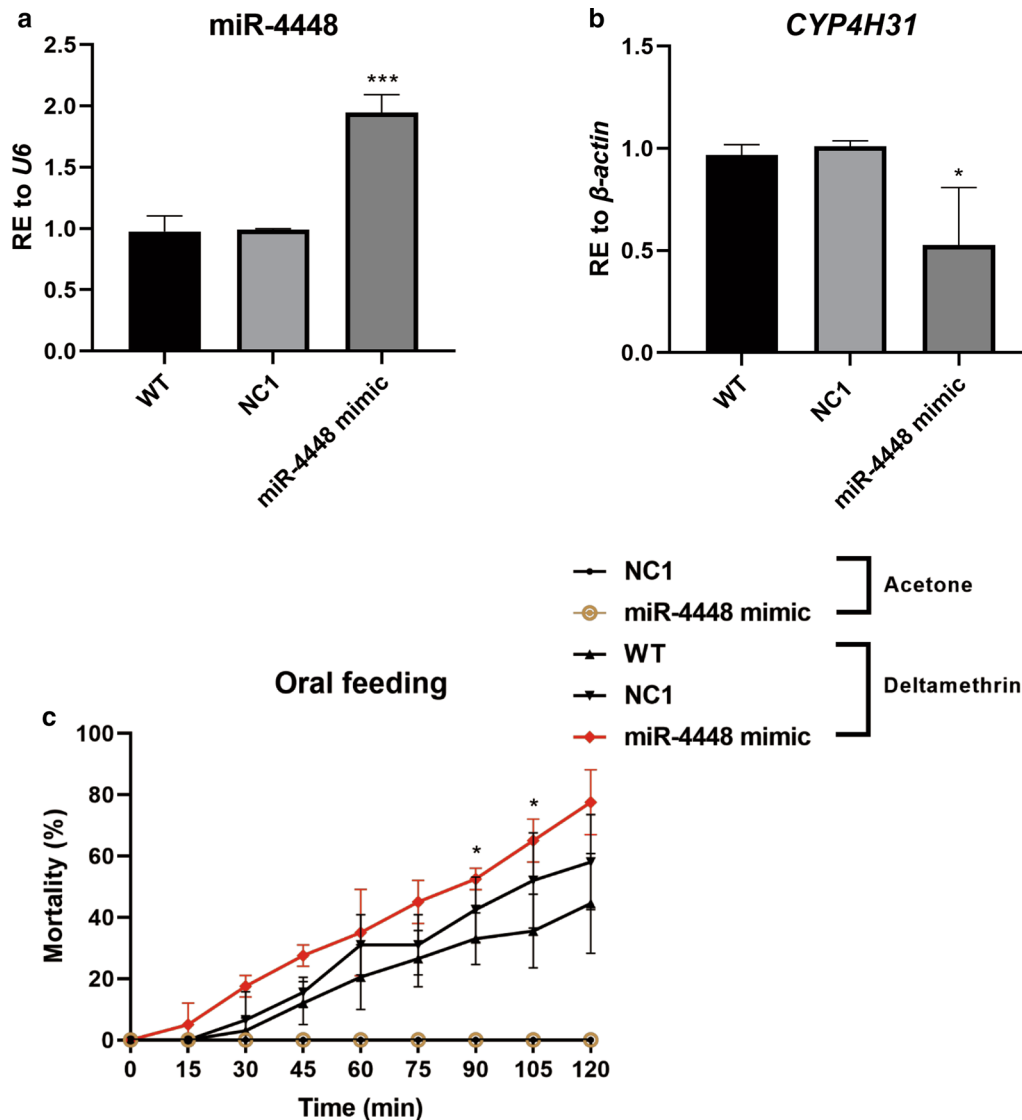 a
miR-4448
RE to U6
2.5
2.0
1.5
1.0
0.5
0.0
***
WT
NC1
miR-4448 mimic
b
CYP4H31
RE to β-actin
1.5
1.0
0.5
0.0
*
WT
NC1
miR-4448 mimic
NC1
miR-4448 mimic
Acetone
WT
NC1
miR-4448 mimic
Deltamethrin
Oral feeding
c
Mortality (%)
100
80
60
40
20
0
*
*
0 15 30 45 60 75 90 105 120
Time (min)